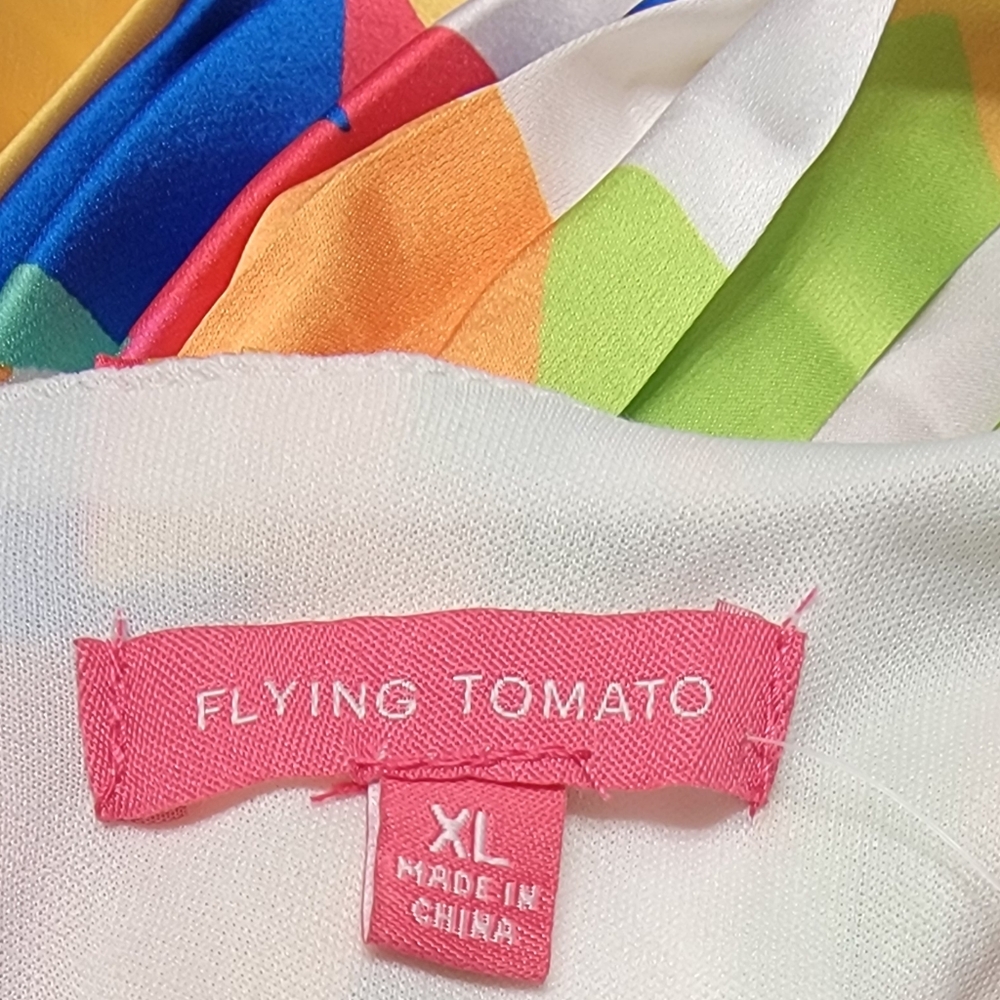 FLYING TOMATO
XL
MADE IN
CHINA